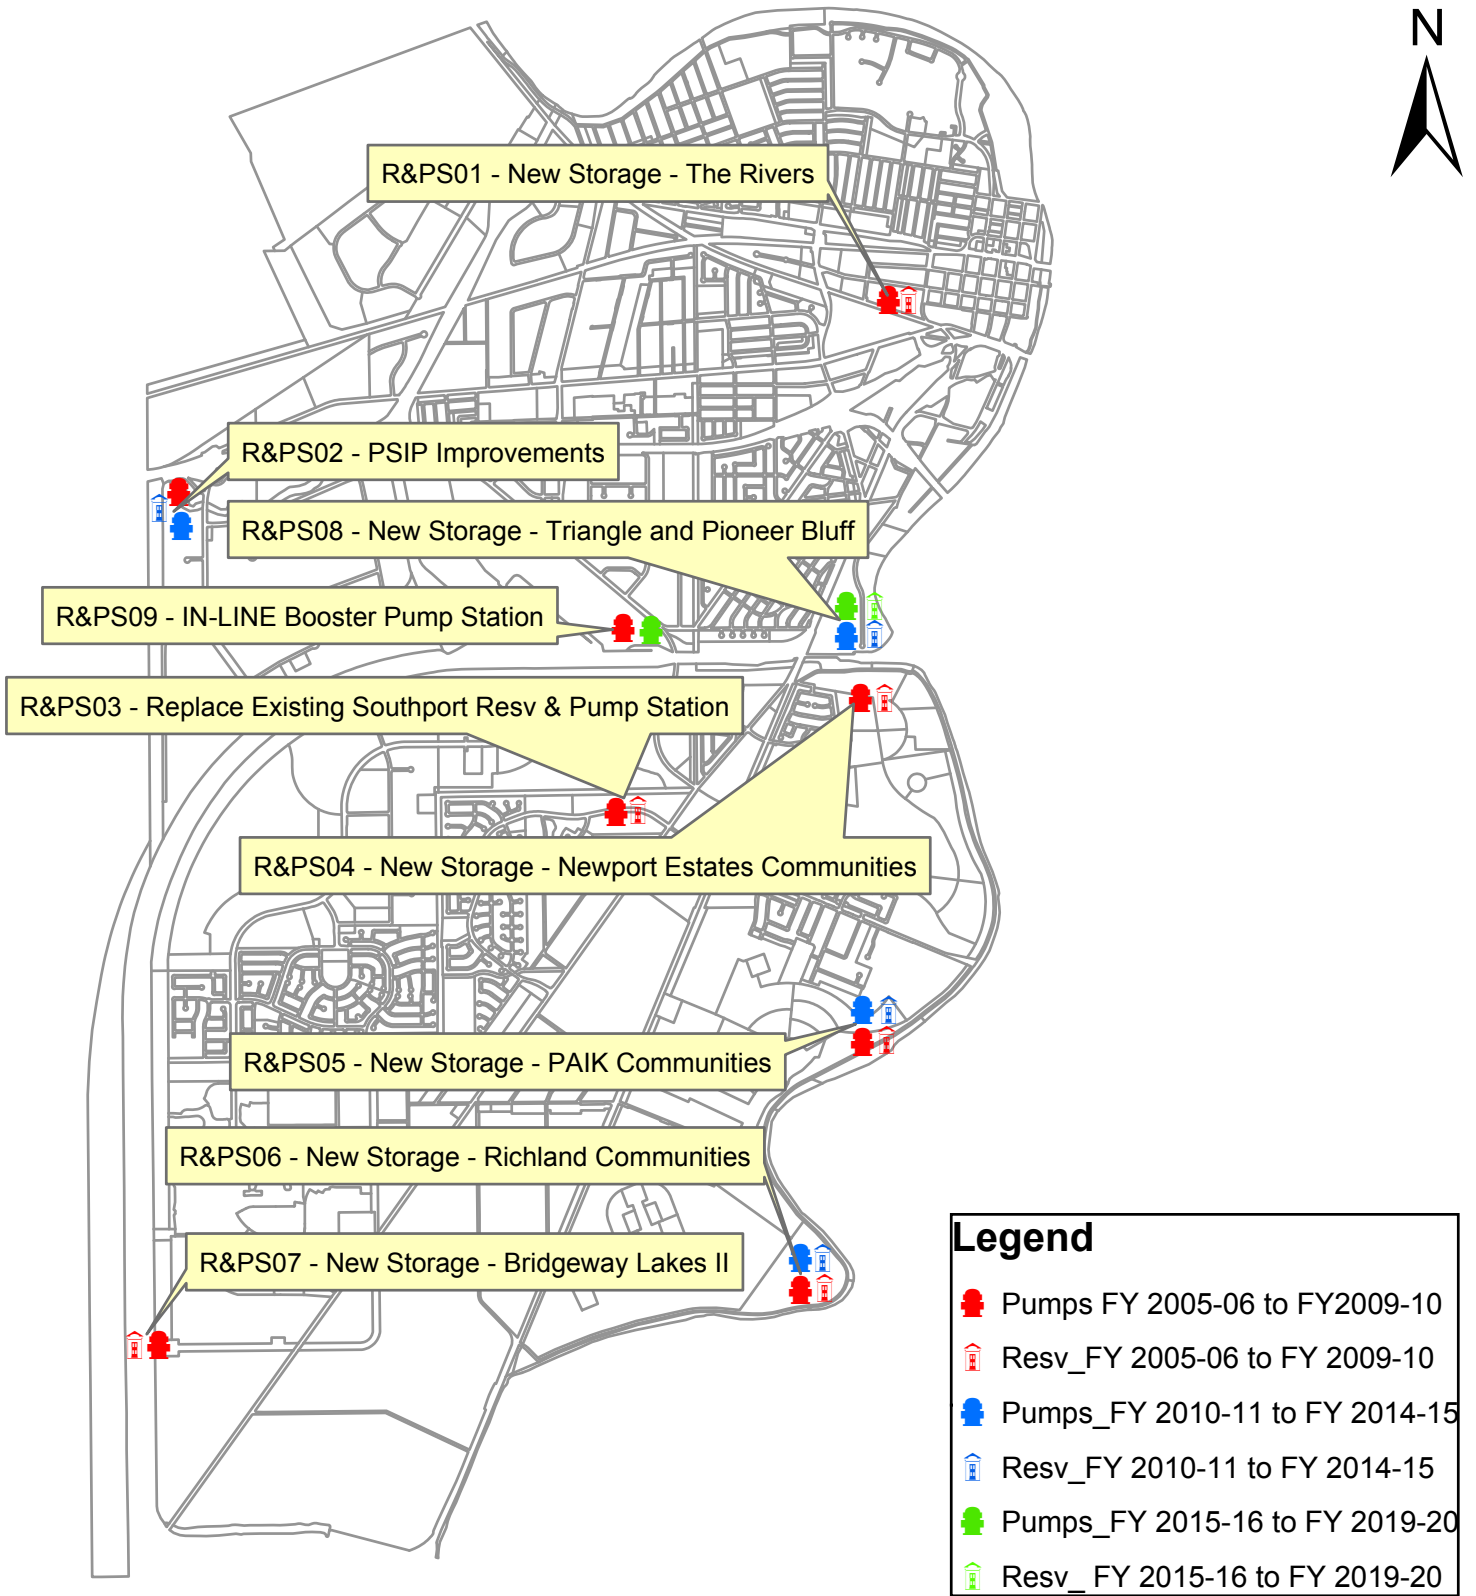 N
R&PS01 - New Storage - The Rivers
R&PS02 - PSIP Improvements
R&PS08 - New Storage - Triangle and Pioneer Bluff
R&PS09 - IN-LINE Booster Pump Station
R&PS03 - Replace Existing Southport Resv & Pump Station
R&PS04 - New Storage - Newport Estates Communities
R&PS05 - New Storage - PAIK Communities
R&PS06 - New Storage - Richland Communities
R&PS07 - New Storage - Bridgeway Lakes II
Legend
Pumps FY 2005-06 to FY2009-10
Resv_FY 2005-06 to FY 2009-10
Pumps_FY 2010-11 to FY 2014-15
Resv_FY 2010-11 to FY 2014-15
Pumps_FY 2015-16 to FY 2019-20
Resv_ FY 2015-16 to FY 2019-20